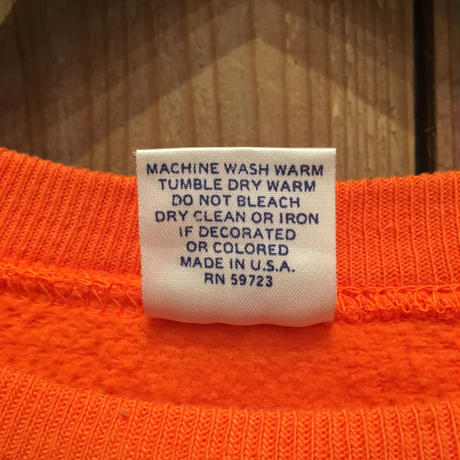 MACHINE WASH WARM
TUMBLE DRY WARM
DO NOT BLEACH
DRY CLEAN OR IRON
IF DECORATED
OR COLORED
MADE IN U.S.A.
RN 59723